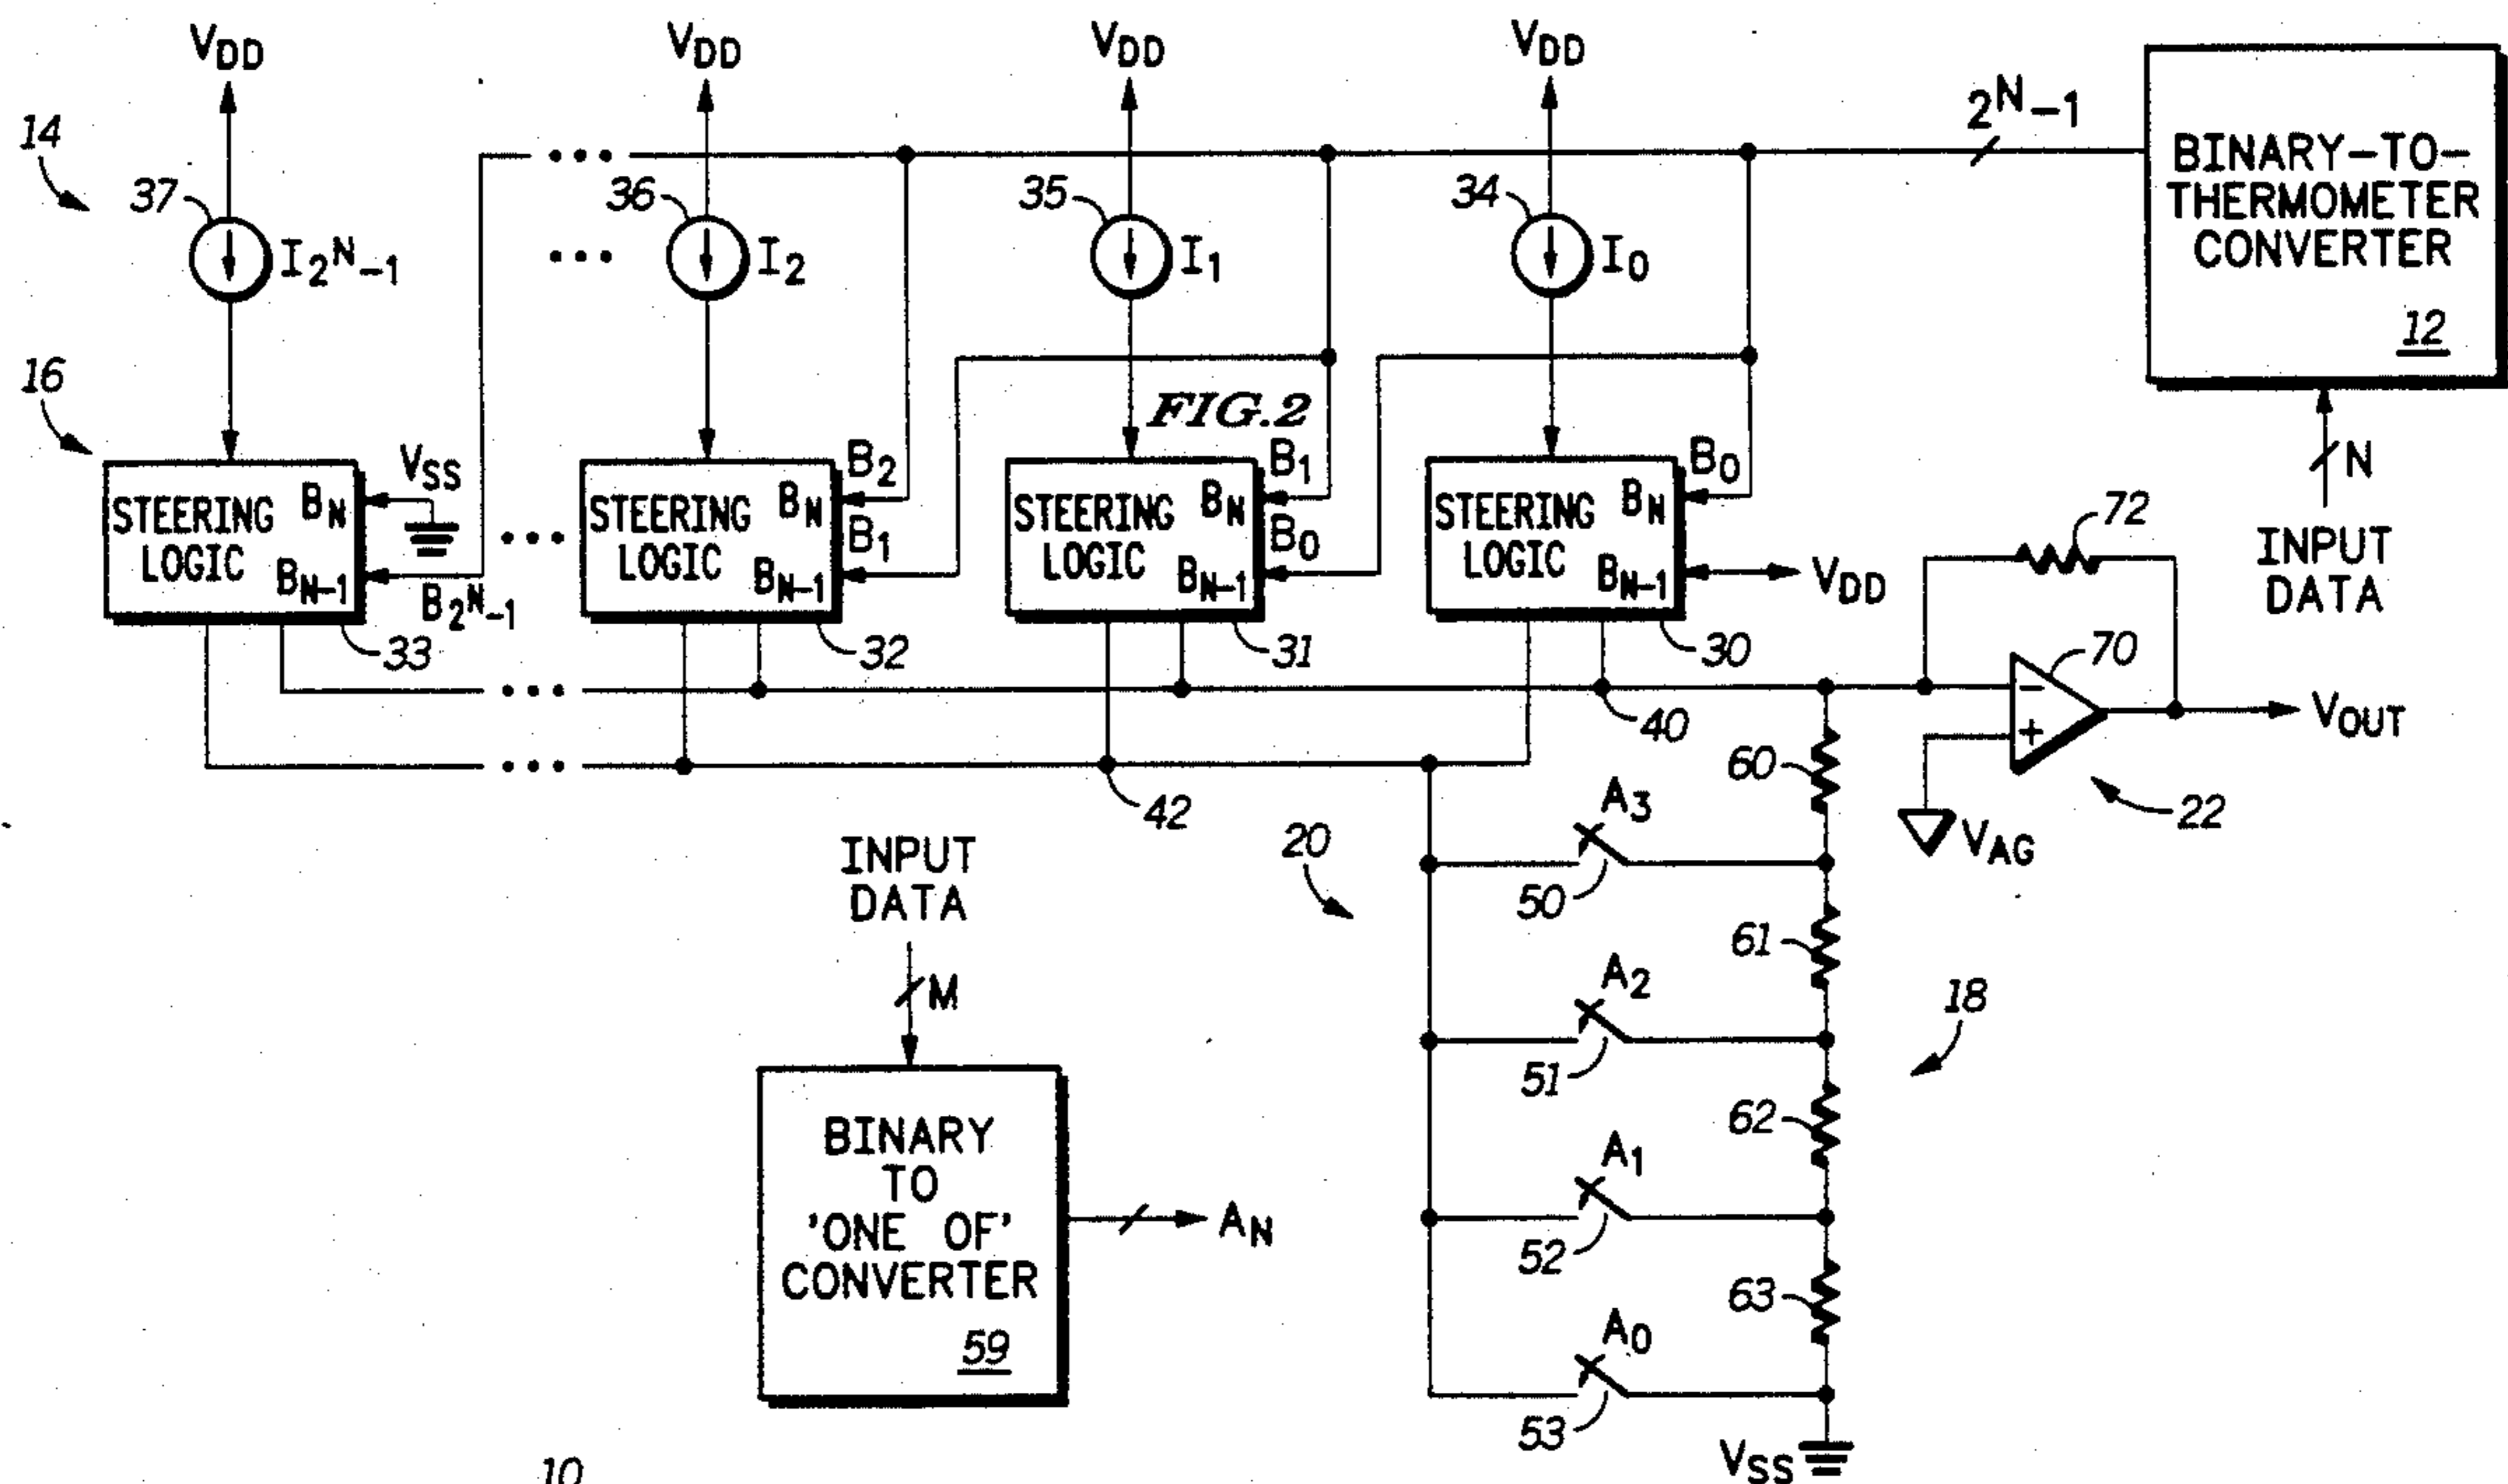 VDD VDD VDD VDD
14
2N-1
BINARY-TO-
THERMOMETER
CONVERTER
12
37 I2N-1
36 I2
35 I1
34 I0
16
FIG.2
N
INPUT
DATA
STEERING
LOGIC
BN
BN-1
VSS
B2N-1
33
STEERING
LOGIC
BN
BN-1
B2
B1
32
STEERING
LOGIC
BN
BN-1
B1
B0
31
STEERING
LOGIC
BN
BN-1
B0
VDD
30
72
70
VOUT
40
42
22
VAG
INPUT
DATA
M
BINARY
TO
'ONE OF'
CONVERTER
59
AN
20
A3
50
A2
51
A1
52
A0
53
60
61
62
63
18
VSS
10